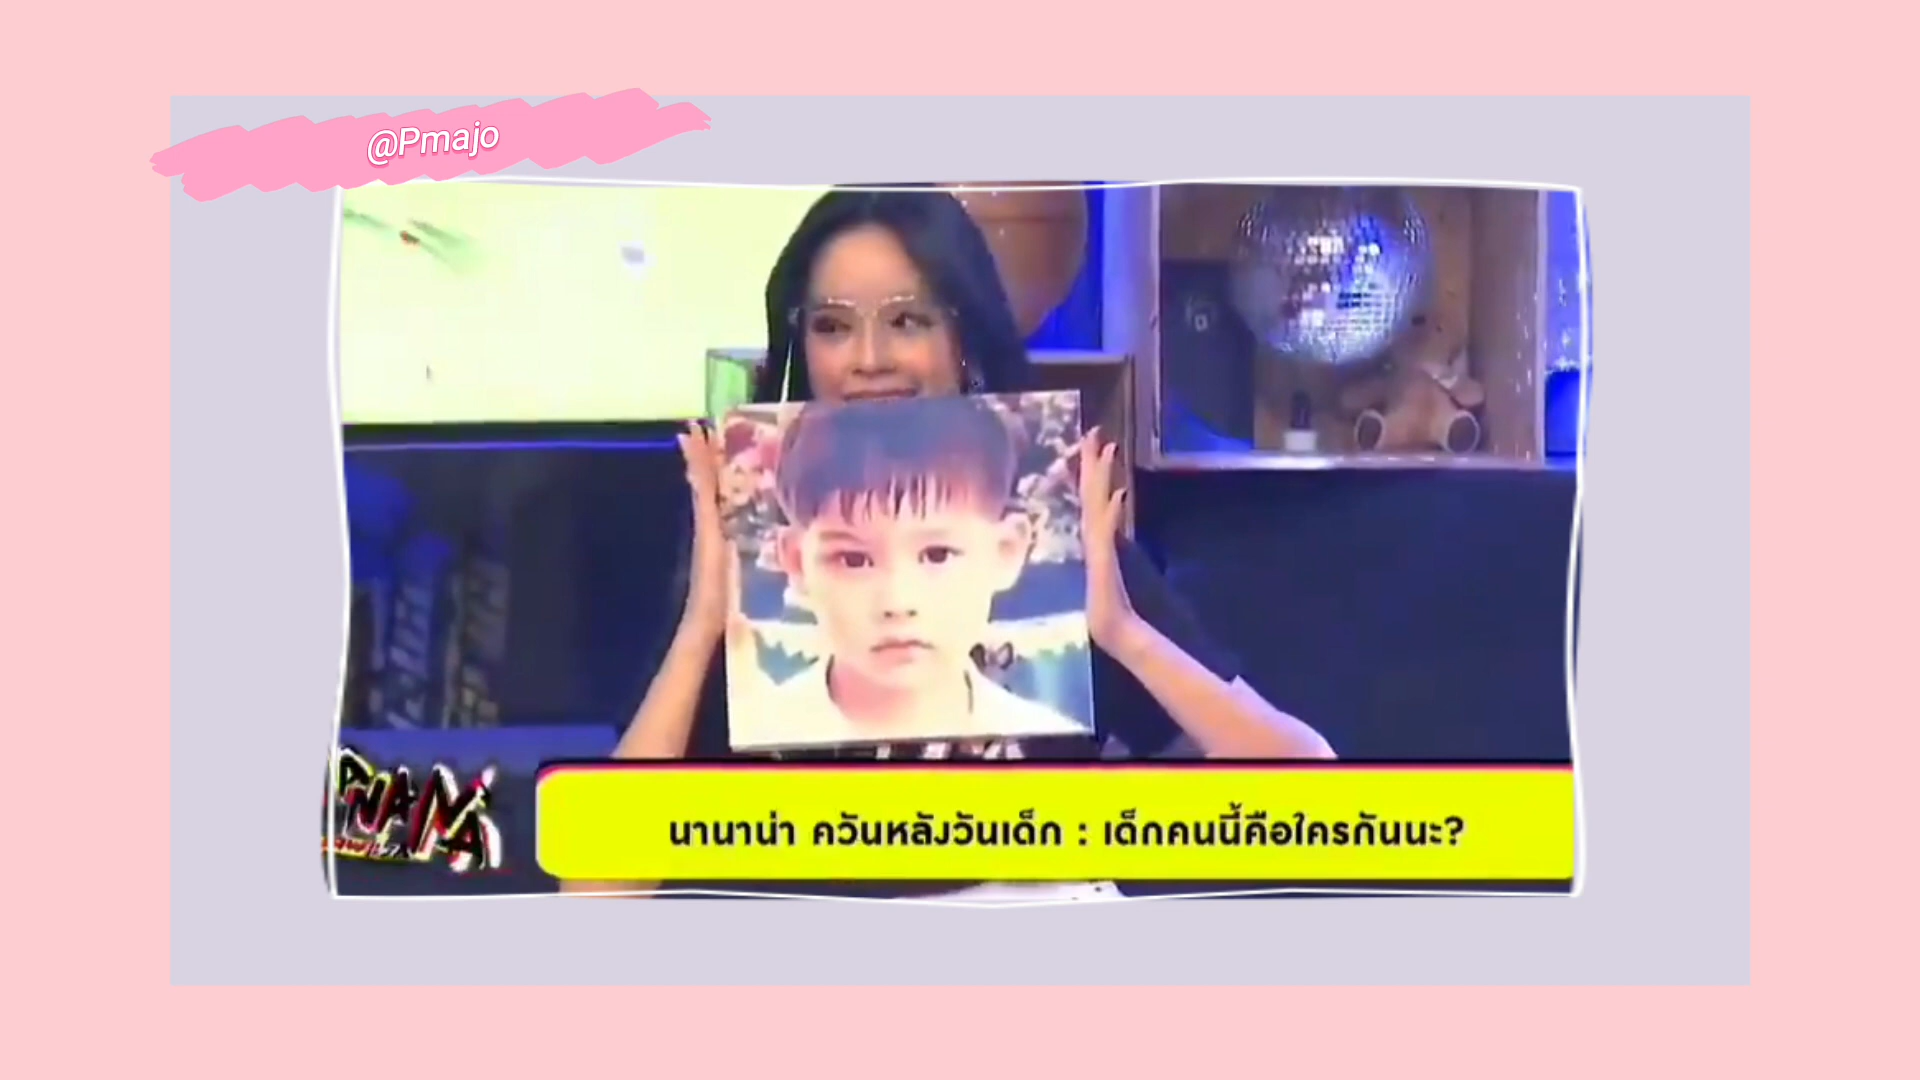 @Pmajo
นานาน่า ควันหลังวันเด็ก : เด็กคนนี้คือใครกันนะ?